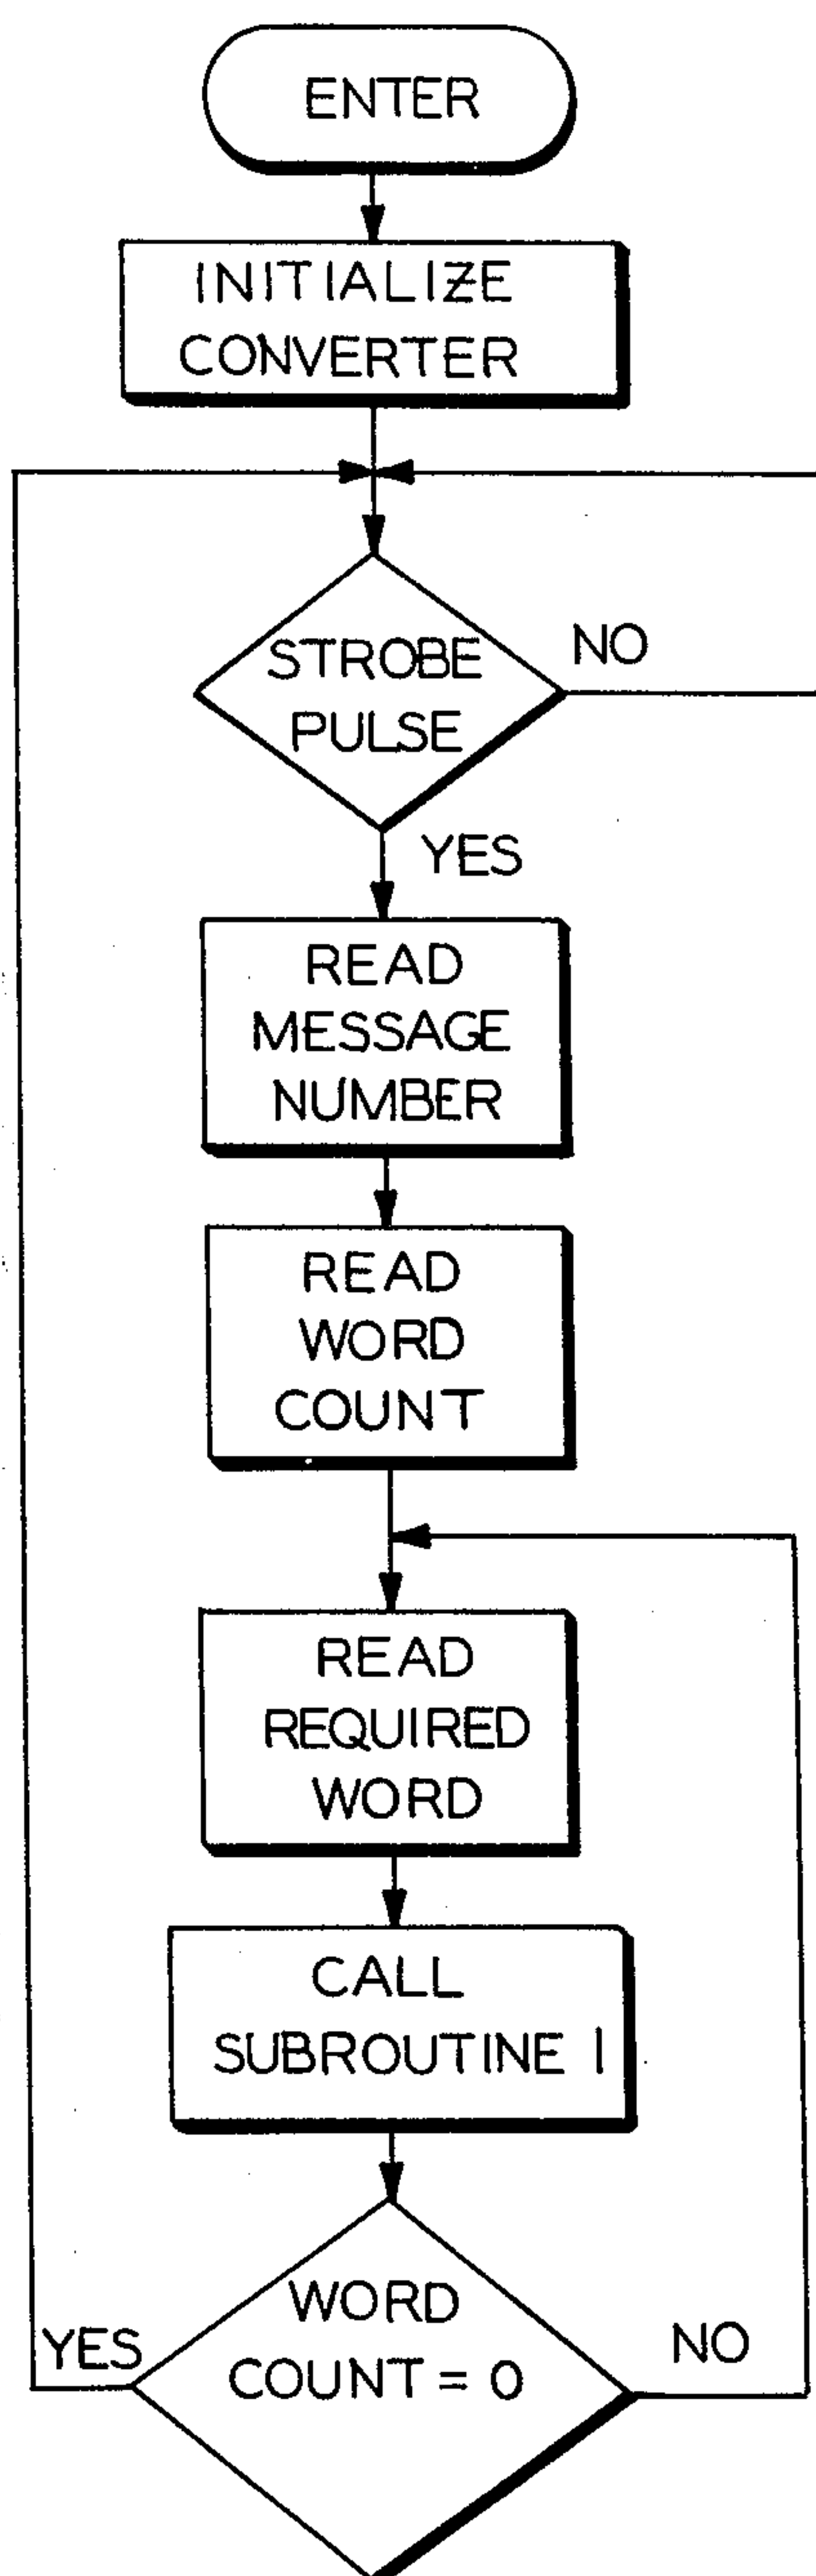 ENTER
INITIALIZE
CONVERTER
STROBE
PULSE
NO
YES
READ
MESSAGE
NUMBER
READ
WORD
COUNT
READ
REQUIRED
WORD
CALL
SUBROUTINE 1
WORD
COUNT = 0
YES
NO